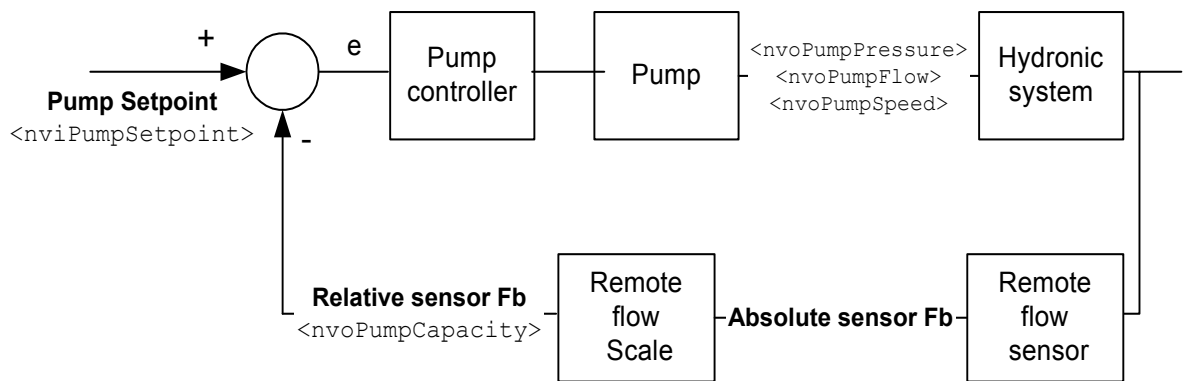 +
e
Pump
controller
Pump
<nvoPumpPressure>
<nvoPumpFlow>
<nvoPumpSpeed>
Hydronic
system
Pump Setpoint
<nviPumpSetpoint>
-
Relative sensor Fb
<nvoPumpCapacity>
Remote
flow
Scale
Absolute sensor Fb
Remote
flow
sensor